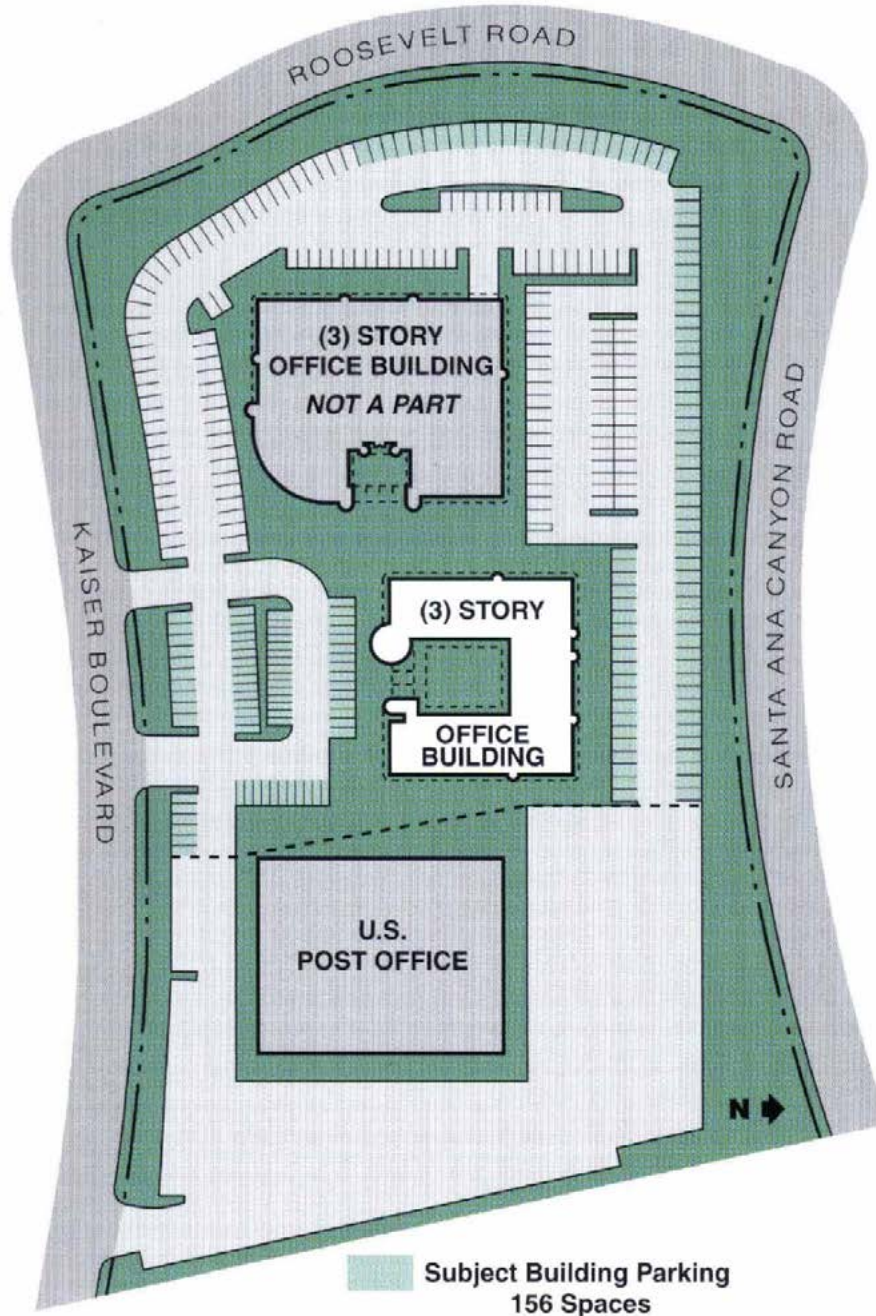 ROOSEVELT ROAD
(3) STORY
OFFICE BUILDING
NOT A PART
KAISER BOULEVARD
SANTA ANA CANYON ROAD
(3) STORY
OFFICE
BUILDING
U.S.
POST OFFICE
N
Subject Building Parking
156 Spaces